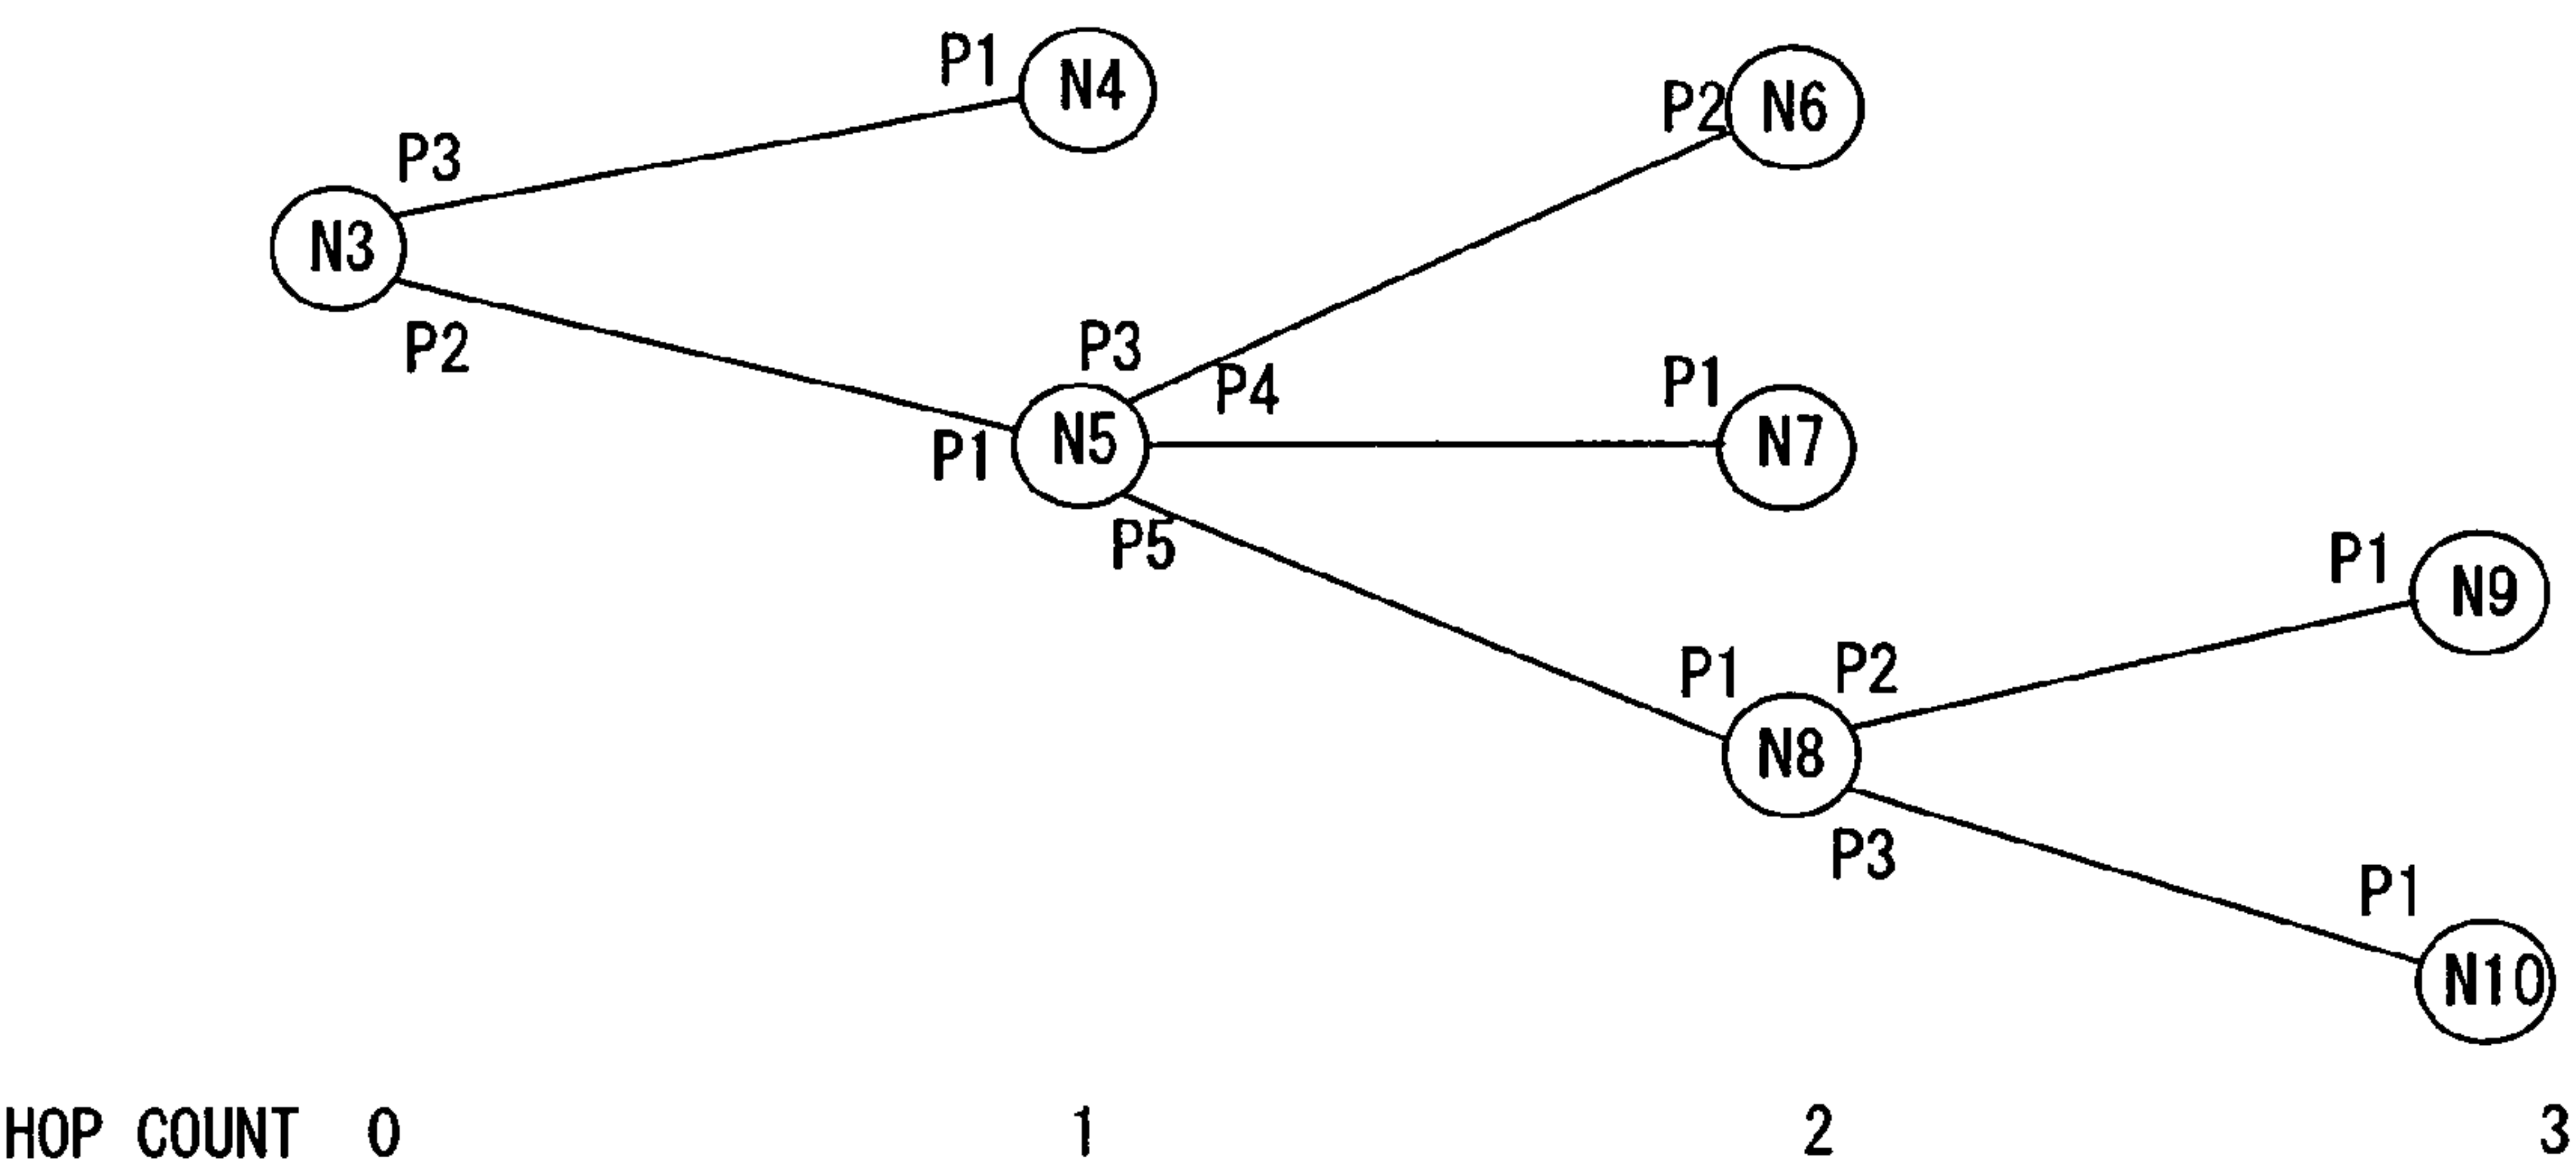 P1 N4
P2 N6
P3
N3
P2
P3
P4
P1 N7
P1 N5
P5
P1 N9
P1 P2
N8
P3
P1
N10
HOP COUNT 0 1 2 3